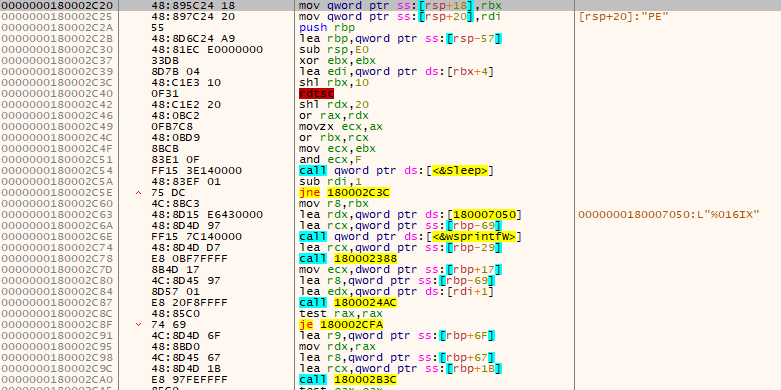 0000000180002C20 48:895C24 18 mov qword ptr ss:[rsp+18],rbx
0000000180002C25 48:897C24 20 mov qword ptr ss:[rsp+20],rdi [rsp+20]:"PE"
0000000180002C2A 55 push rbp
0000000180002C2B 48:8D6C24 A9 lea rbp,qword ptr ss:[rsp-57]
0000000180002C30 48:81EC E0000000 sub rsp,E0
0000000180002C37 33DB xor ebx,ebx
0000000180002C39 8D7B 04 lea edi,qword ptr ds:[rbx+4]
0000000180002C3C 48:C1E3 10 shl rbx,10
0000000180002C40 0F31 rdtsc
0000000180002C42 48:C1E2 20 shl rdx,20
0000000180002C46 48:0BC2 or rax,rdx
0000000180002C49 0FB7C8 movzx ecx,ax
0000000180002C4C 48:0BD9 or rbx,rcx
0000000180002C4F 8BCB mov ecx,ebx
0000000180002C51 83E1 0F and ecx,F
0000000180002C54 FF15 3E140000 call qword ptr ds:[<&Sleep>]
0000000180002C5A 48:83EF 01 sub rdi,1
0000000180002C5E 75 DC jne 180002C3C
0000000180002C60 4C:8BC3 mov r8,rbx
0000000180002C63 48:8D15 E6430000 lea rdx,qword ptr ds:[180007050] 0000000180007050:L"%016IX"
0000000180002C6A 48:8D4D 97 lea rcx,qword ptr ss:[rbp-69]
0000000180002C6E FF15 7C140000 call qword ptr ds:[<&wsprintfW>]
0000000180002C74 48:8D4D D7 lea rcx,qword ptr ss:[rbp-29]
0000000180002C78 E8 0BF7FFFF call 180002388
0000000180002C7D 8B4D 17 mov ecx,qword ptr ss:[rbp+17]
0000000180002C80 4C:8D45 97 lea r8,qword ptr ss:[rbp-69]
0000000180002C84 8D57 01 lea edx,qword ptr ds:[rdi+1]
0000000180002C87 E8 20F8FFFF call 1800024AC
0000000180002C8C 48:85C0 test rax,rax
0000000180002C8F 74 69 je 180002CFA
0000000180002C91 4C:8D4D 6F lea r9,qword ptr ss:[rbp+6F]
0000000180002C95 48:8BD0 mov rdx,rax
0000000180002C98 4C:8D45 67 lea r8,qword ptr ss:[rbp+67]
0000000180002C9C 48:8D4D 1B lea rcx,qword ptr ss:[rbp+1B]
0000000180002CA0 E8 97FEFFFF call 180002B3C